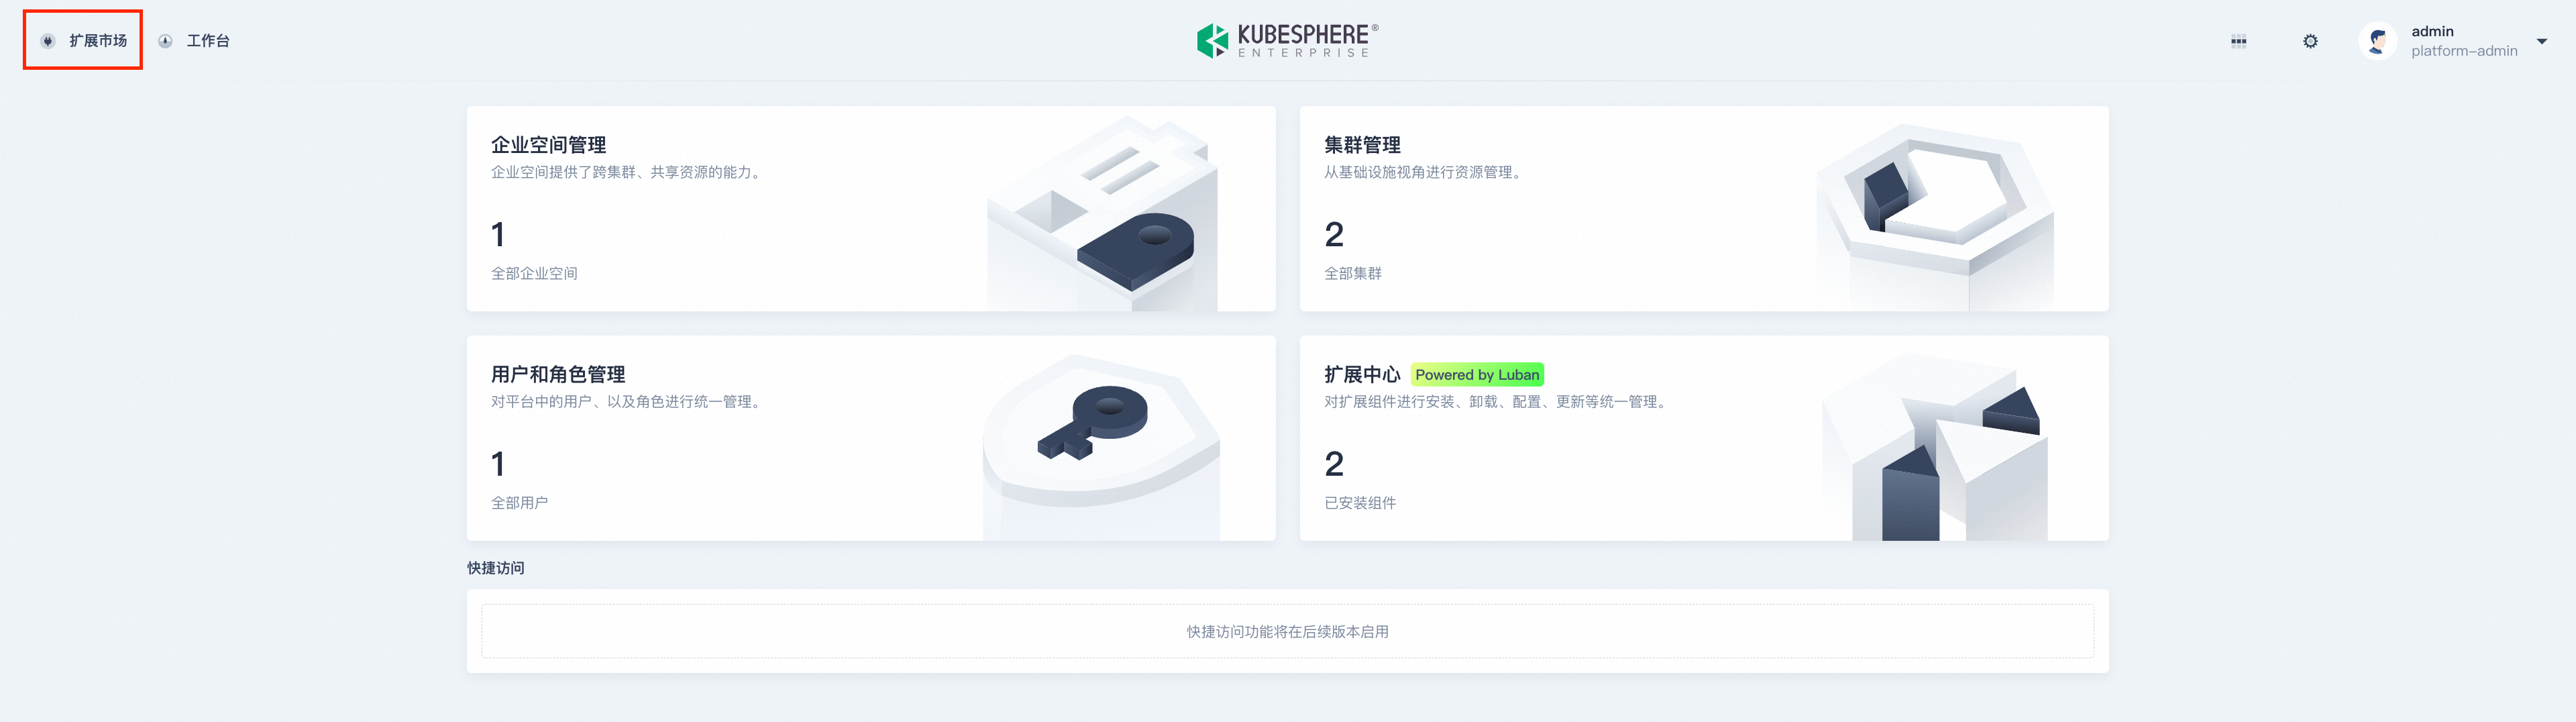 扩展市场
工作台
KUBESPHERE®
ENTERPRISE
admin
platform-admin
企业空间管理
企业空间提供了跨集群、共享资源的能力。
1
全部企业空间
集群管理
从基础设施视角进行资源管理。
2
全部集群
用户和角色管理
对平台中的用户、以及角色进行统一管理。
1
全部用户
扩展中心 Powered by Luban
对扩展组件进行安装、卸载、配置、更新等统一管理。
2
已安装组件
快捷访问
快捷访问功能将在后续版本启用